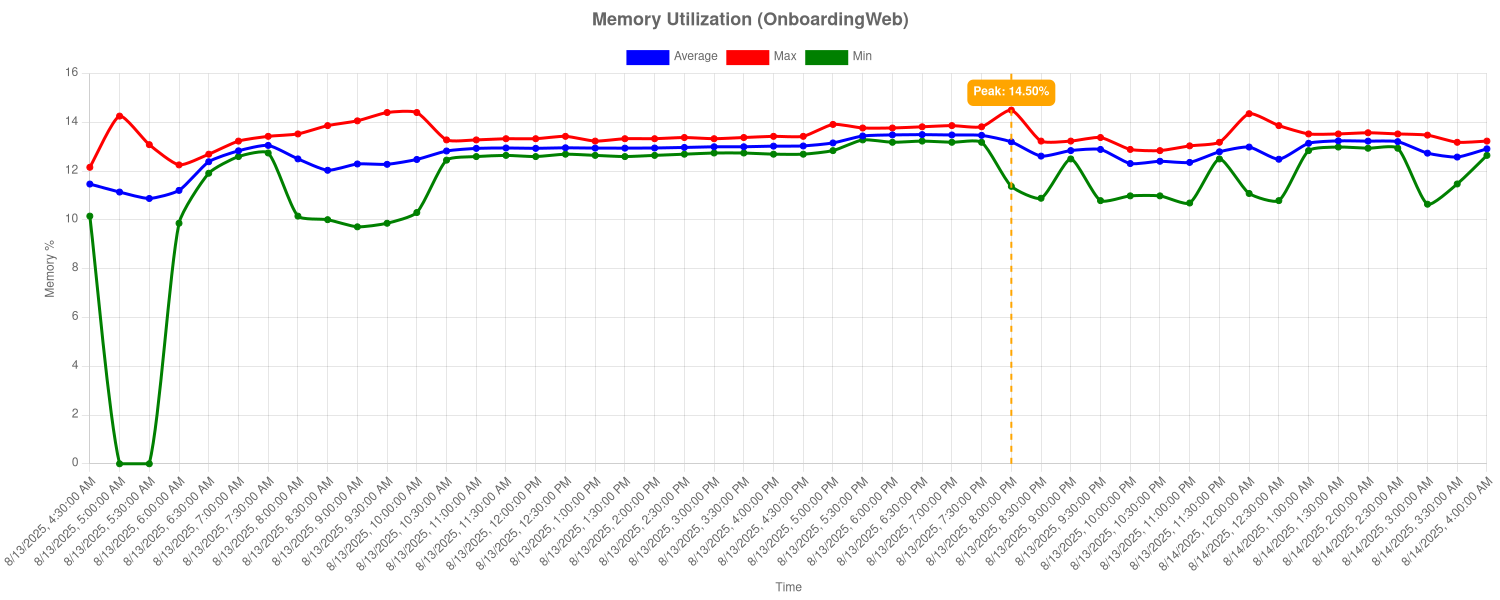 Memory Utilization (OnboardingWeb)
Average Max Min
Peak: 14.50%
16
14
12
10
8
6
4
2
0
Memory %
8/13/2025, 4:30:00 AM
8/13/2025, 5:00:00 AM
8/13/2025, 5:30:00 AM
8/13/2025, 6:00:00 AM
8/13/2025, 6:30:00 AM
8/13/2025, 7:00:00 AM
8/13/2025, 7:30:00 AM
8/13/2025, 8:00:00 AM
8/13/2025, 8:30:00 AM
8/13/2025, 9:00:00 AM
8/13/2025, 9:30:00 AM
8/13/2025, 10:00:00 AM
8/13/2025, 10:30:00 AM
8/13/2025, 11:00:00 AM
8/13/2025, 11:30:00 AM
8/13/2025, 12:00:00 PM
8/13/2025, 12:30:00 PM
8/13/2025, 1:00:00 PM
8/13/2025, 1:30:00 PM
8/13/2025, 2:00:00 PM
8/13/2025, 2:30:00 PM
8/13/2025, 3:00:00 PM
8/13/2025, 3:30:00 PM
8/13/2025, 4:00:00 PM
8/13/2025, 4:30:00 PM
8/13/2025, 5:00:00 PM
8/13/2025, 5:30:00 PM
8/13/2025, 6:00:00 PM
8/13/2025, 6:30:00 PM
8/13/2025, 7:00:00 PM
8/13/2025, 7:30:00 PM
8/13/2025, 8:00:00 PM
8/13/2025, 8:30:00 PM
8/13/2025, 9:00:00 PM
8/13/2025, 9:30:00 PM
8/13/2025, 10:00:00 PM
8/13/2025, 10:30:00 PM
8/13/2025, 11:00:00 PM
8/13/2025, 11:30:00 PM
8/14/2025, 12:00:00 AM
8/14/2025, 12:30:00 AM
8/14/2025, 1:00:00 AM
8/14/2025, 1:30:00 AM
8/14/2025, 2:00:00 AM
8/14/2025, 2:30:00 AM
8/14/2025, 3:00:00 AM
8/14/2025, 3:30:00 AM
8/14/2025, 4:00:00 AM
Time